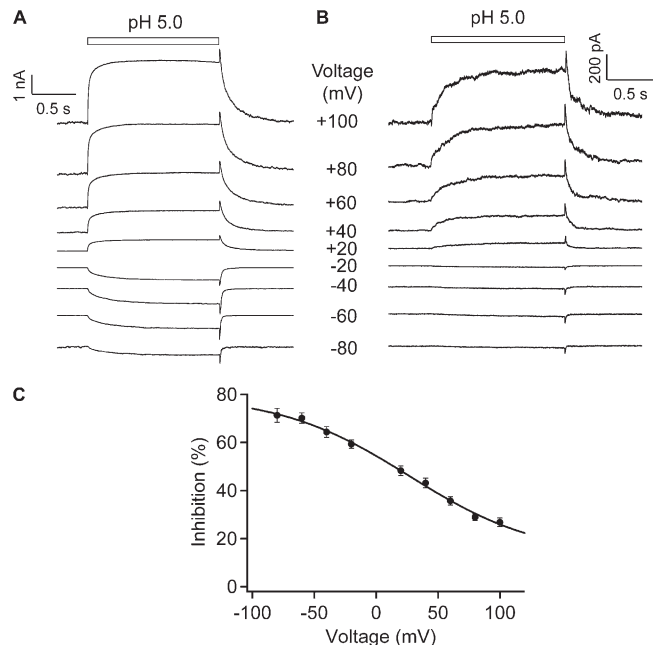 A
pH 5.0
1 nA
0.5 s
B
pH 5.0
200 pA
0.5 s
Voltage
(mV)
+100
+80
+60
+40
+20
-20
-40
-60
-80
C
80
60
40
20
0
Inhibition (%)
-100 -50 0 50 100
Voltage (mV)